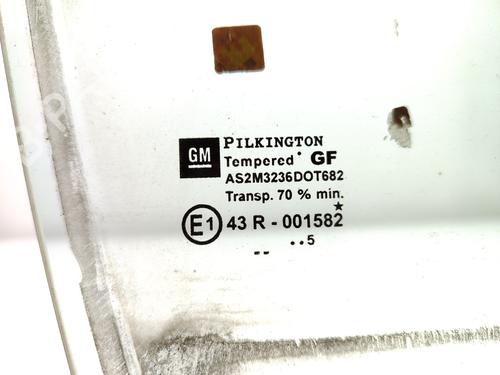 GM
PILKINGTON
Tempered GF
AS2M3236DOT682
Transp. 70 % min.
E1 43 R - 001582
..5